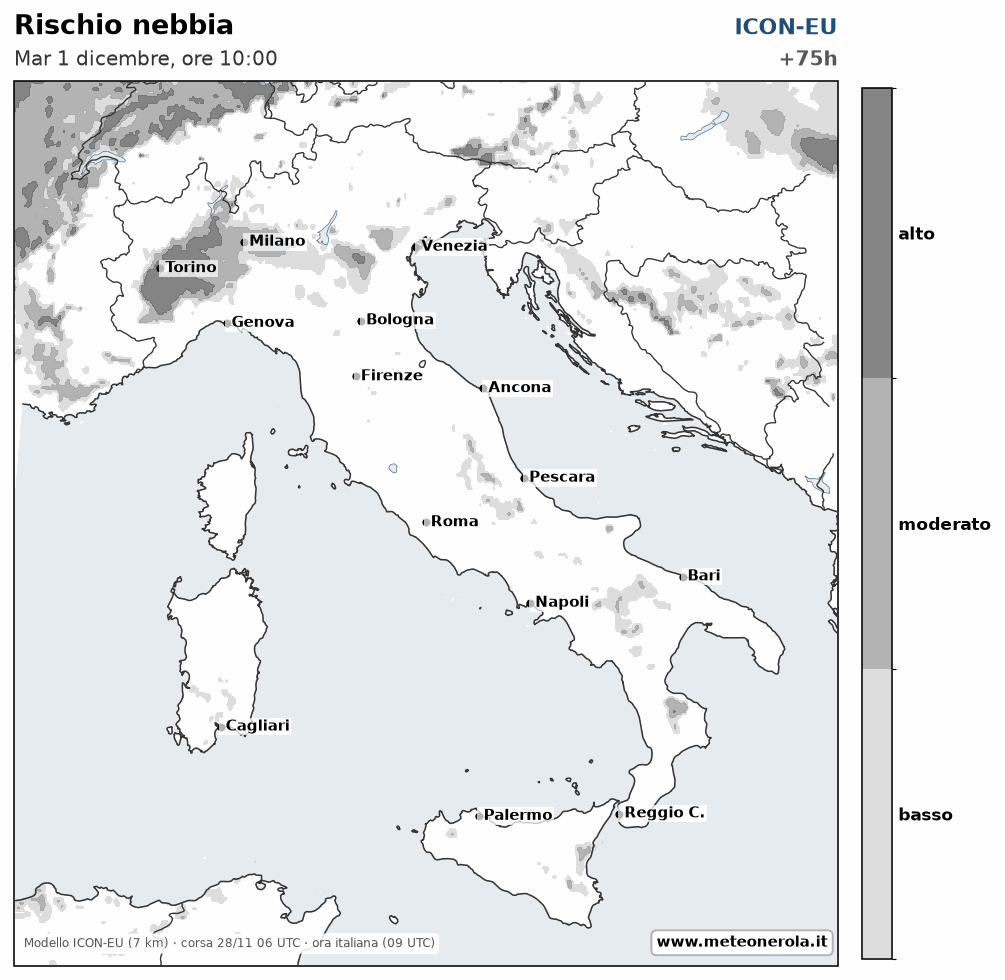 Rischio nebbia
ICON-EU
Mar 1 dicembre, ore 10:00
+75h
alto
Milano
Venezia
Torino
Genova
Bologna
Firenze
Ancona
Pescara
Roma
moderato
Bari
Napoli
Cagliari
Palermo
Reggio C.
basso
Modello ICON-EU (7 km) · corsa 28/11 06 UTC · ora italiana (09 UTC)
www.meteonerola.it